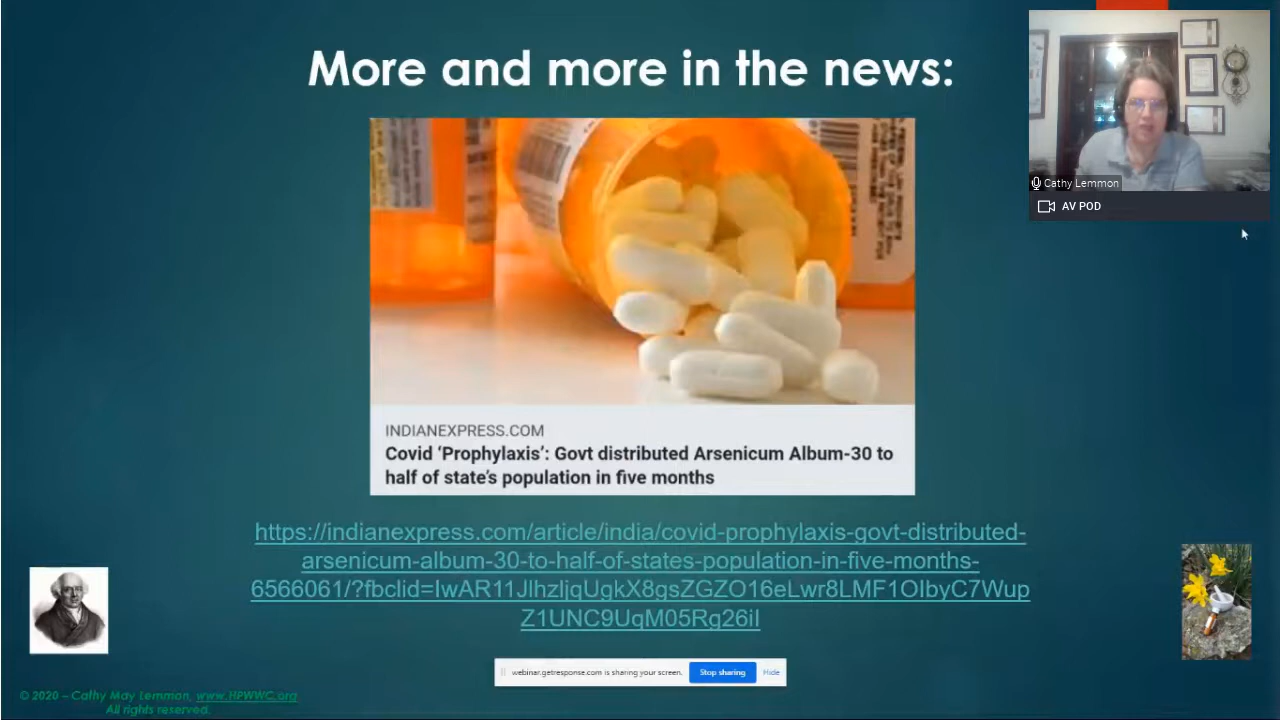 More and more in the news:
Cathy Lemmon
AV POD
INDIANEXPRESS.COM
Covid ‘Prophylaxis’: Govt distributed Arsenicum Album-30 to
half of state’s population in five months
https://indianexpress.com/article/india/covid-prophylaxis-govt-distributed-
arsenicum-album-30-to-half-of-states-population-in-five-months-
6566061/?fbclid=IwAR11JlhzljqUgkX8gsZGZO16eLwr8LMF1OIbyC7Wup
Z1UNC9UqM05Rg26iI
webinar.getresponse.com is sharing your screen.
Stop sharing
Hide
© 2020 – Cathy May Lemmon, www.HPWWC.org
All rights reserved.